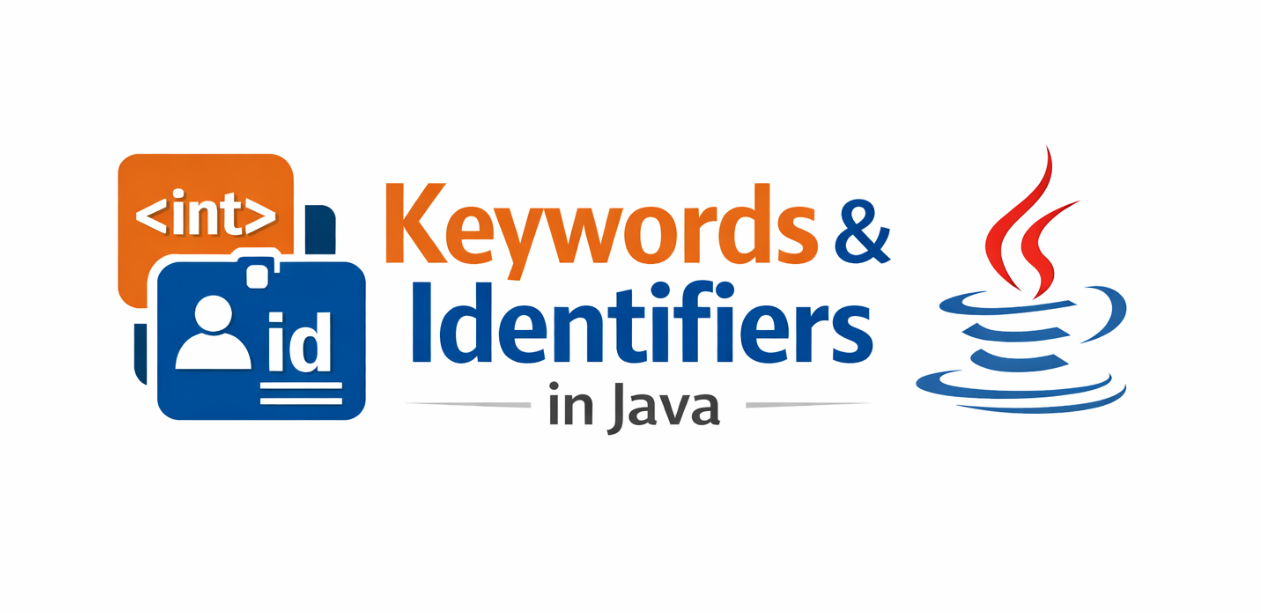 <int>
id
Keywords &
Identifiers
in Java